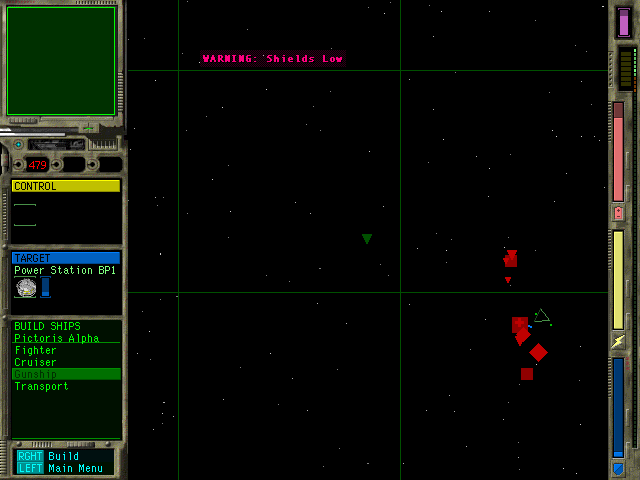 WARNING: Shields Low
479
CONTROL
TARGET
Power Station BP1
BUILD SHIPS
Pictoris Alpha
Fighter
Cruiser
Gunship
Transport
RGHT Build
LEFT Main Menu